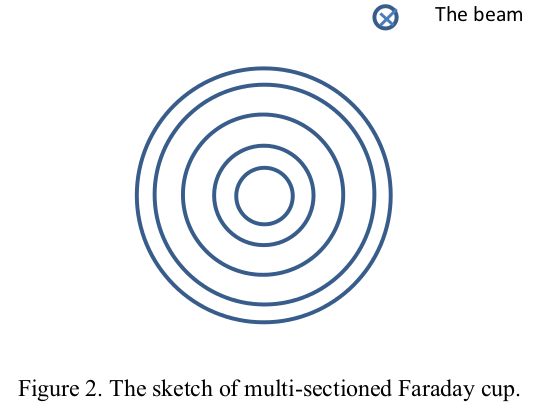 The beam
Figure 2. The sketch of multi-sectioned Faraday cup.